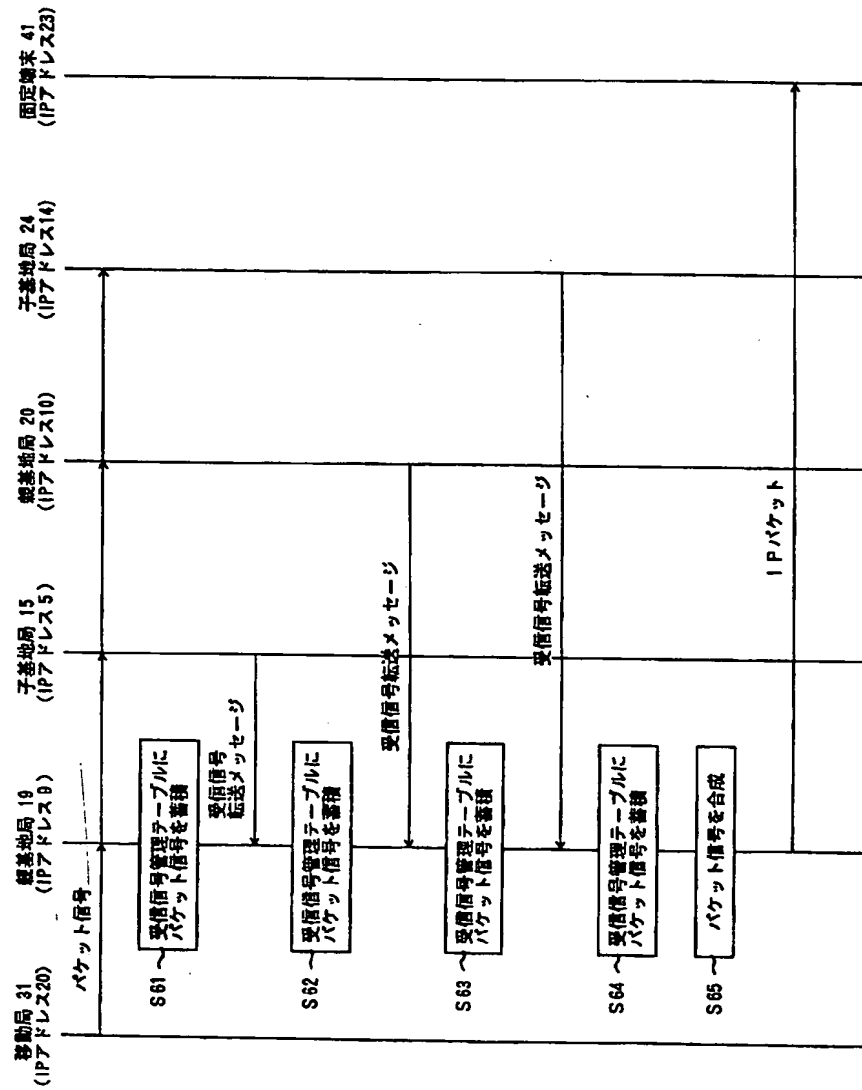 移動局 31
(IPアドレス20)
親基地局 19
(IPアドレス9)
子基地局 15
(IPアドレス5)
親基地局 20
(IPアドレス10)
子基地局 24
(IPアドレス14)
固定端末 41
(IPアドレス23)
パケット信号
S61
受信信号管理テーブルに
パケット信号を蓄積
受信信号
転送メッセージ
S62
受信信号管理テーブルに
パケット信号を蓄積
受信信号転送メッセージ
S63
受信信号管理テーブルに
パケット信号を蓄積
受信信号転送メッセージ
S64
受信信号管理テーブルに
パケット信号を蓄積
S65
パケット信号を合成
IPパケット